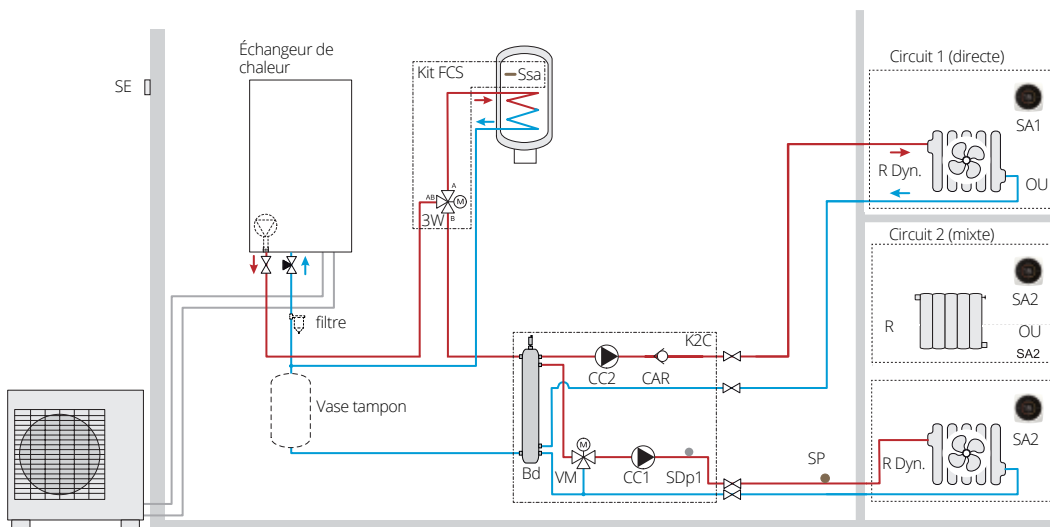 Échangeur de
chaleur
SE
Kit FCS
Ssa
A
AB
M
3W
B
filtre
Vase tampon
K2C
CC2
CAR
M
Bd
VM
CC1
SDp1
SP
Circuit 1 (directe)
SA1
R Dyn.
OU
Circuit 2 (mixte)
SA2
R
OU
SA2
SA2
R Dyn.